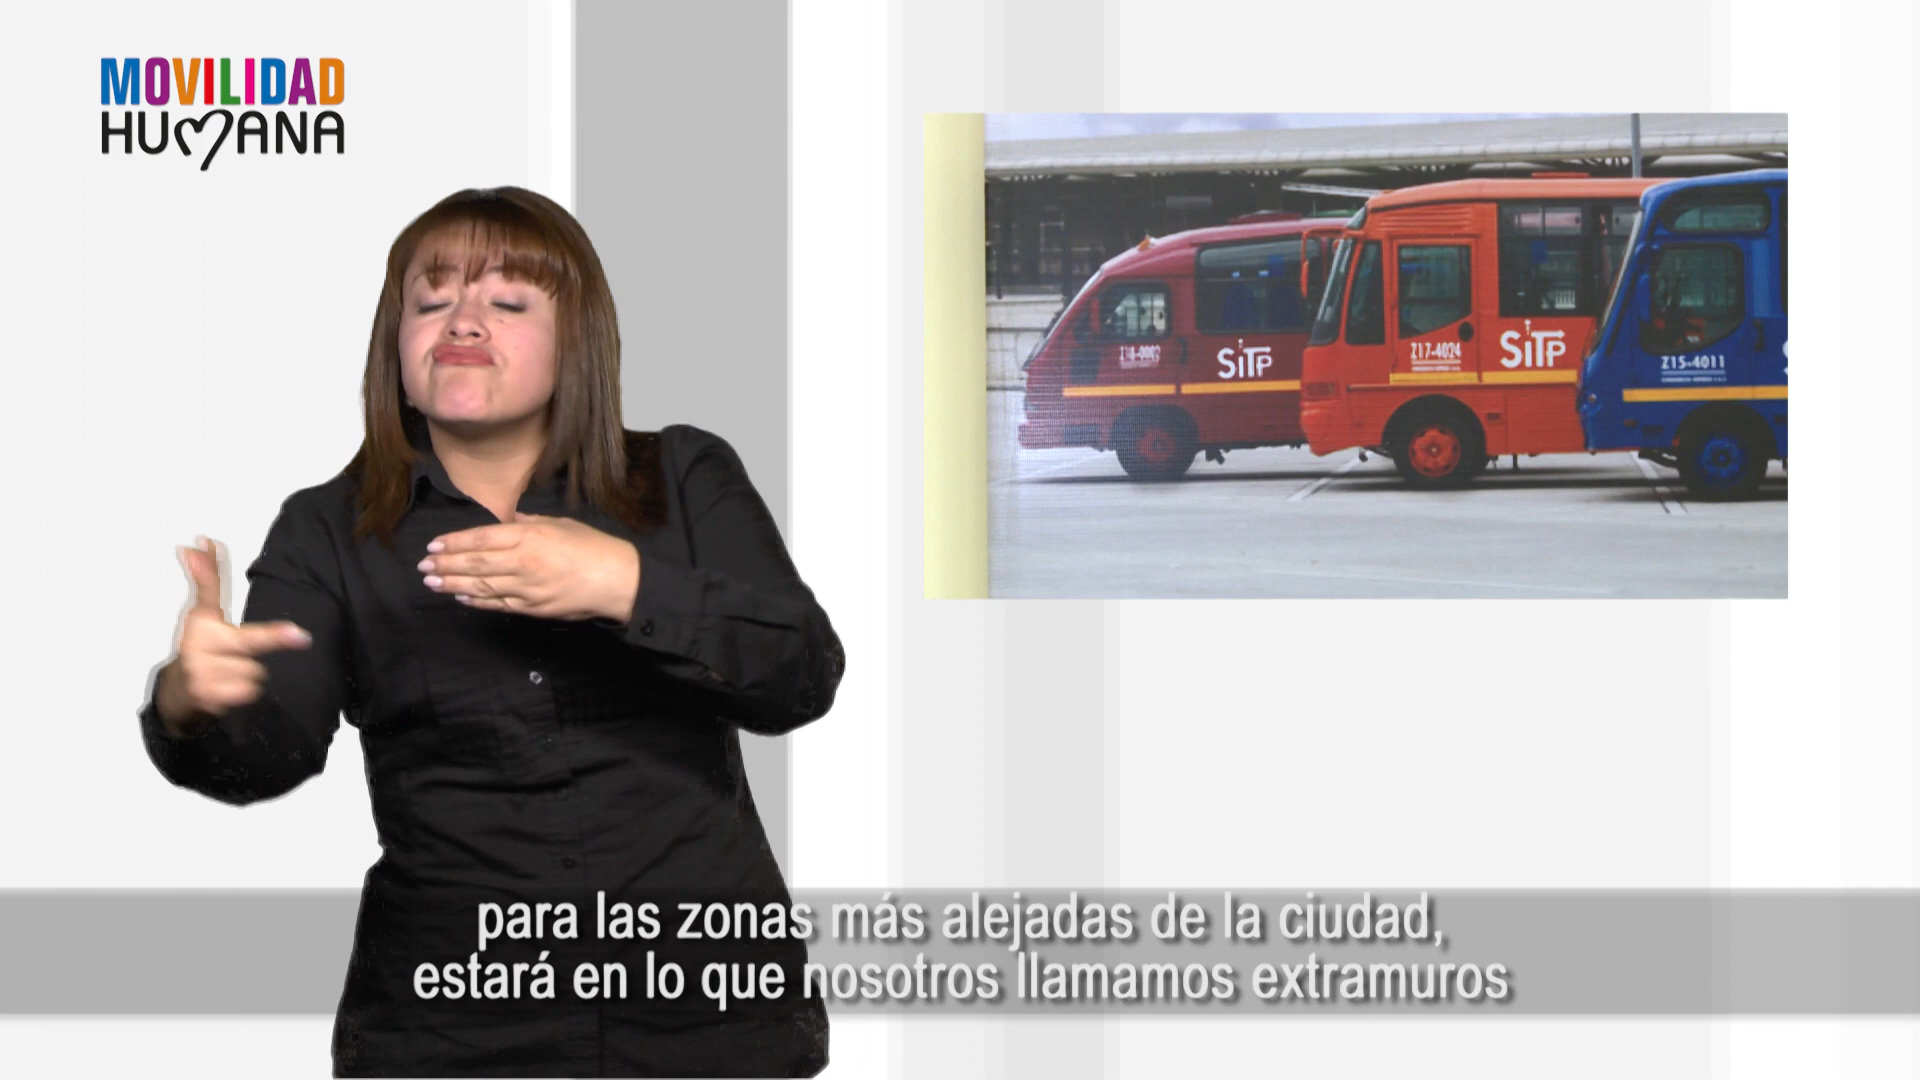 MOVILIDAD
HUMANA
SiTP
Z17-4024
SiTP
Z15-4011
para las zonas más alejadas de la ciudad,
estará en lo que nosotros llamamos extramuros